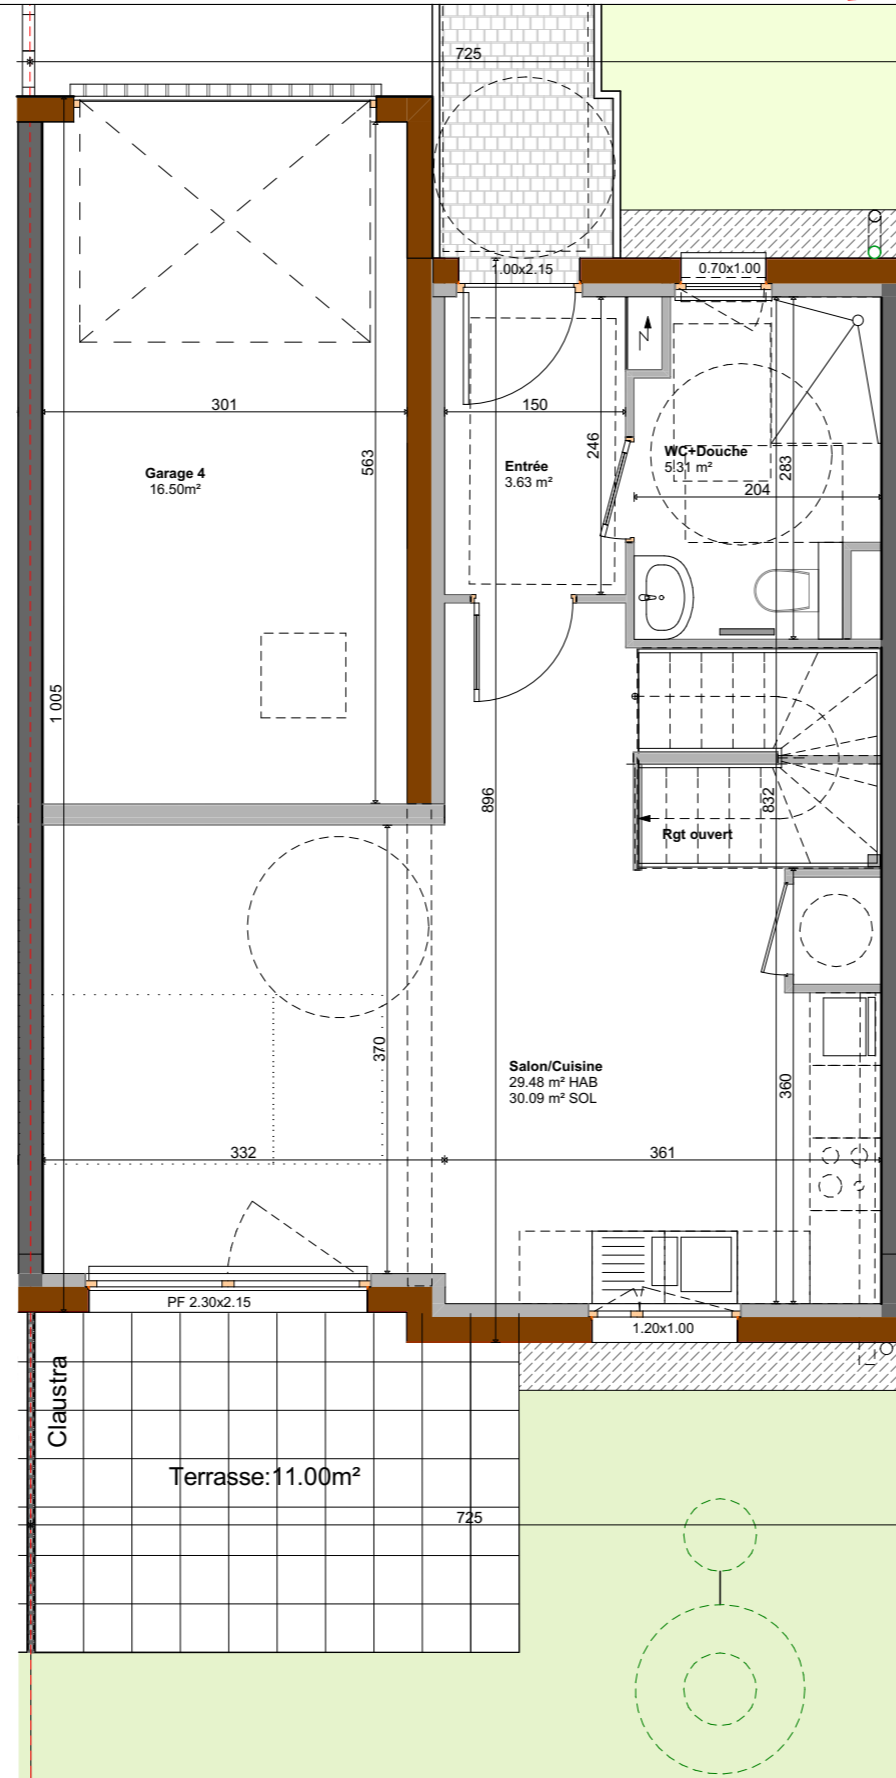 725
1.00x2.15
0.70x1.00
301
150
563
246
Garage 4
16.50m²
Entrée
3.63 m²
WC+Douche
5.31 m²
283
204
N
1 005
896
832
Rgt ouvert
370
360
Salon/Cuisine
29.48 m² HAB
30.09 m² SOL
332
361
PF 2.30x2.15
1.20x1.00
Claustra
Terrasse:11.00m²
725